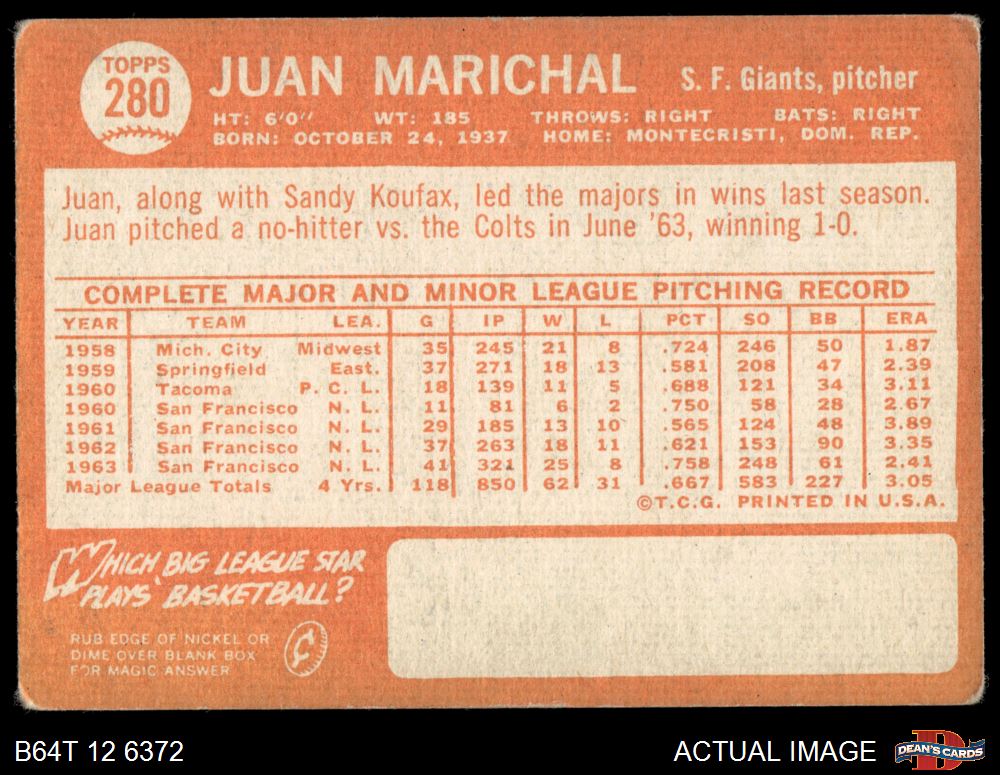 TOPPS
280
JUAN MARICHAL S. F. Giants, pitcher
HT: 6'0" WT: 185 THROWS: RIGHT BATS: RIGHT
BORN: OCTOBER 24, 1937 HOME: MONTECRISTI, DOM. REP.
Juan, along with Sandy Koufax, led the majors in wins last season.
Juan pitched a no-hitter vs. the Colts in June '63, winning 1-0.
COMPLETE MAJOR AND MINOR LEAGUE PITCHING RECORD
YEAR TEAM LEA. G IP W L PCT SO BB ERA
1958 Mich. City Midwest 35 245 21 8 .724 246 50 1.87
1959 Springfield East. 37 271 18 13 .581 208 47 2.39
1960 Tacoma P. C. L. 18 139 11 5 .688 121 34 3.11
1960 San Francisco N. L. 11 81 6 2 .750 58 28 2.67
1961 San Francisco N. L. 29 185 13 10 .565 124 48 3.89
1962 San Francisco N. L. 37 263 18 11 .621 153 90 3.35
1963 San Francisco N. L. 41 321 25 8 .758 248 61 2.41
Major League Totals 4 Yrs. 118 850 62 31 .667 583 227 3.05
©T.C.G. PRINTED IN U.S.A.
WHICH BIG LEAGUE STAR
PLAYS BASKETBALL?
RUB EDGE OF NICKEL OR
DIME OVER BLANK BOX
FOR MAGIC ANSWER
B64T 12 6372 ACTUAL IMAGE DEAN'S CARDS